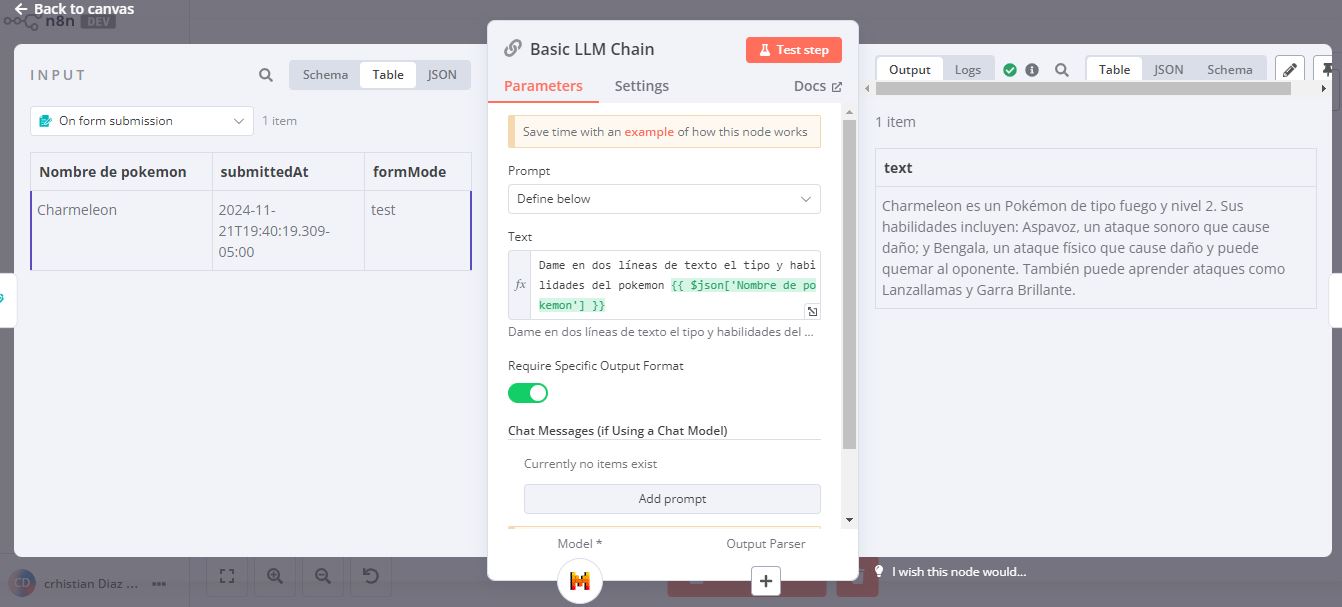 ← Back to canvas
n8n DEV
INPUT
Schema
Table
JSON
On form submission
1 item
Nombre de pokemon
submittedAt
formMode
Charmeleon
2024-11-
21T19:40:19.309-
05:00
test
Basic LLM Chain
Test step
Parameters
Settings
Docs
Save time with an example of how this node works
Prompt
Define below
Text
fx
Dame en dos líneas de texto el tipo y habi
lidades del pokemon {{ $json['Nombre de po
kemon'] }}
Dame en dos líneas de texto el tipo y habilidades del ...
Require Specific Output Format
Chat Messages (if Using a Chat Model)
Currently no items exist
Add prompt
Model *
Output Parser
Output
Logs
Table
JSON
Schema
1 item
text
Charmeleon es un Pokémon de tipo fuego y nivel 2. Sus
habilidades incluyen: Aspavoz, un ataque sonoro que cause
daño; y Bengala, un ataque físico que cause daño y puede
quemar al oponente. También puede aprender ataques como
Lanzallamas y Garra Brillante.
CD
crhistian Diaz ...
I wish this node would...